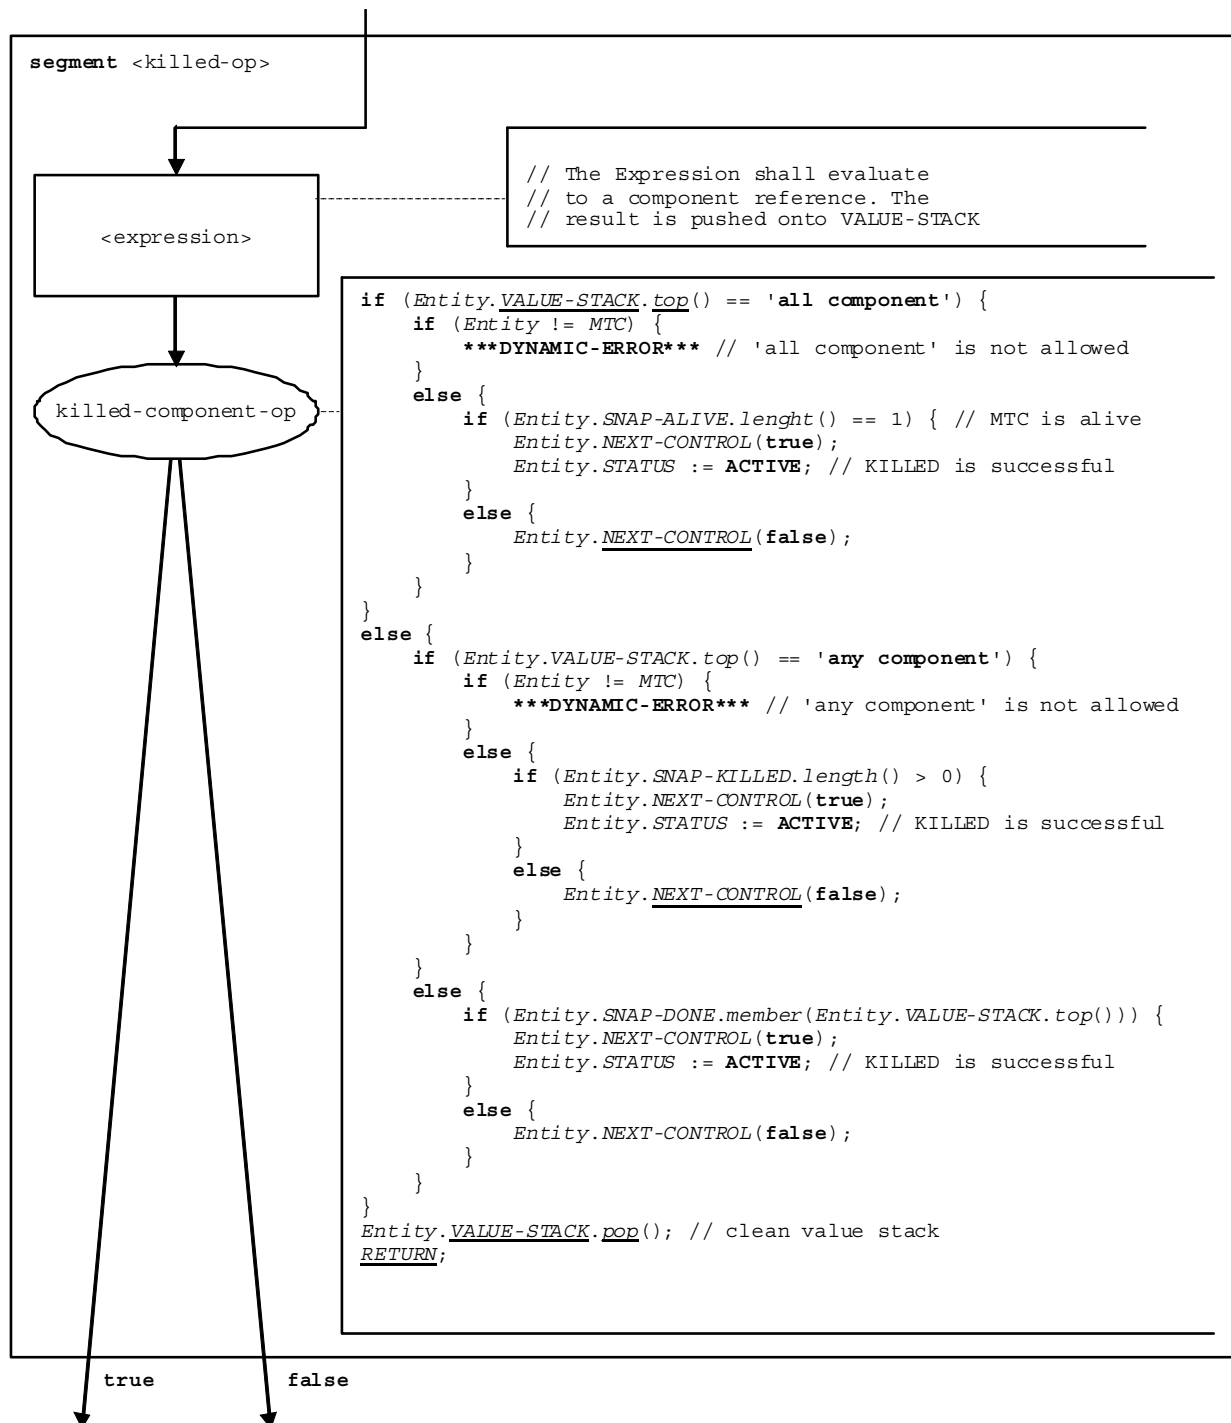 segment <killed-op>
// The Expression shall evaluate
// to a component reference. The
// result is pushed onto VALUE-STACK
<expression>
if (Entity.VALUE-STACK.top() == 'all component') {
if (Entity != MTC) {
***DYNAMIC-ERROR*** // 'all component' is not allowed
}
else {
if (Entity.SNAP-ALIVE.lenght() == 1) { // MTC is alive
Entity.NEXT-CONTROL(true);
Entity.STATUS := ACTIVE; // KILLED is successful
}
else {
Entity.NEXT-CONTROL(false);
}
}
}
else {
if (Entity.VALUE-STACK.top() == 'any component') {
if (Entity != MTC) {
***DYNAMIC-ERROR*** // 'any component' is not allowed
}
else {
if (Entity.SNAP-KILLED.length() > 0) {
Entity.NEXT-CONTROL(true);
Entity.STATUS := ACTIVE; // KILLED is successful
}
else {
Entity.NEXT-CONTROL(false);
}
}
}
else {
if (Entity.SNAP-DONE.member(Entity.VALUE-STACK.top())) {
Entity.NEXT-CONTROL(true);
Entity.STATUS := ACTIVE; // KILLED is successful
}
else {
Entity.NEXT-CONTROL(false);
}
}
}
Entity.VALUE-STACK.pop(); // clean value stack
RETURN;
killed-component-op
true
false